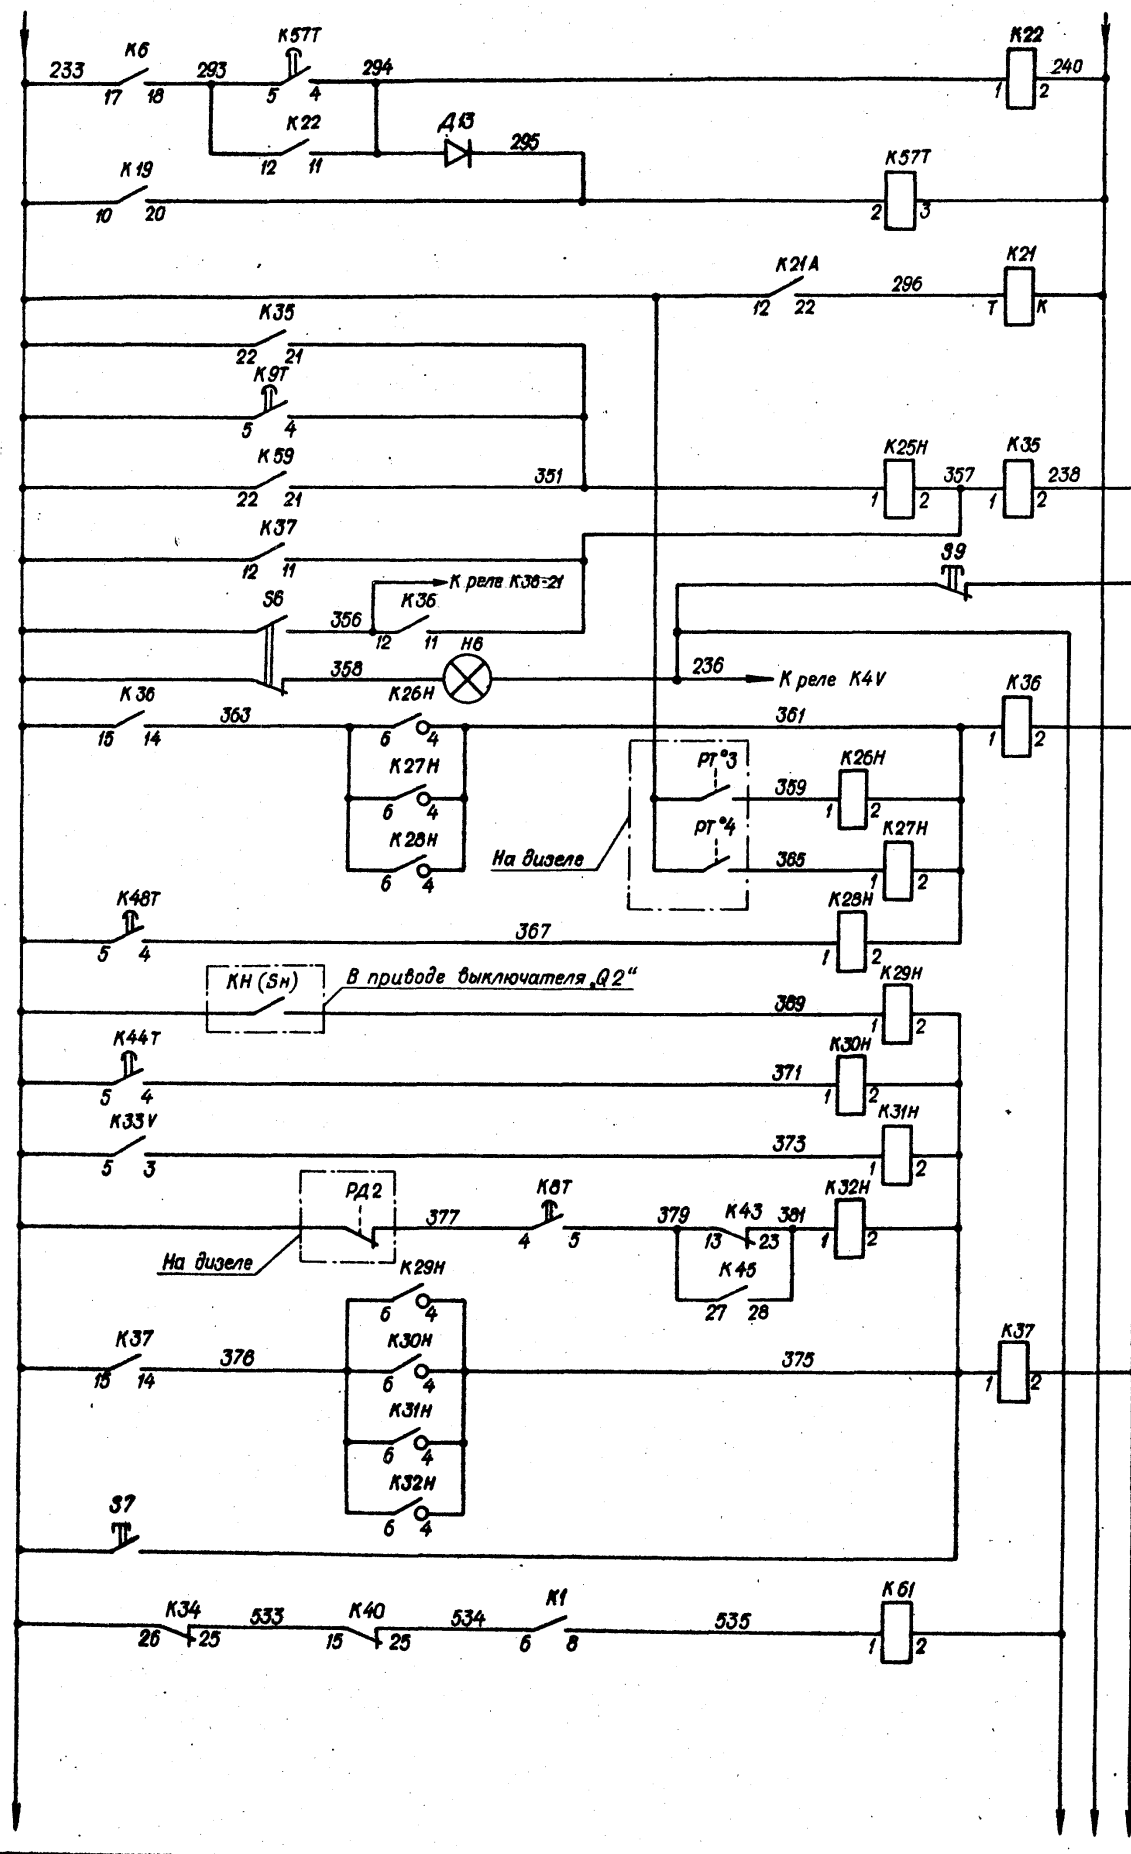 К6 К57Т К22
233 293 294 240
17 18 5 4 1 2
К22 Д13 295
12 11
К19 К57Т
10 20 2 3
К21А К21
296
12 22 Т К
К35
22 21
К9Т
5 4
К59 К25Н К35
351 357 238
22 21 1 2 1 2
К37
12 11
S9
К реле К38-21
S6 К36
356
12 11
Н6
358 236 К реле К4V
К36 К26Н К36
363 361
15 14 6 4 1 2
РТ°3 К26Н
К27Н 359
6 4 1 2
РТ°4 К27Н
К28Н 365
На дизеле
6 4 1 2
К48Т К28Н
367
5 4 1 2
КН (Sн) В приводе выключателя „Q2“ К29Н
369
1 2
К44Т К30Н
371
5 4 1 2
К33V К31Н
373
5 3 1 2
РД2 К8Т К32Н
377 379 К43 381
4 5 13 23 1 2
На дизеле
К29Н К45
6 4 27 28
К37 К30Н К37
376 375
15 14 6 4 1 2
К31Н
6 4
К32Н
6 4
S7
К34 К40 К1 К61
533 534 535
26 25 15 25 6 8 1 2